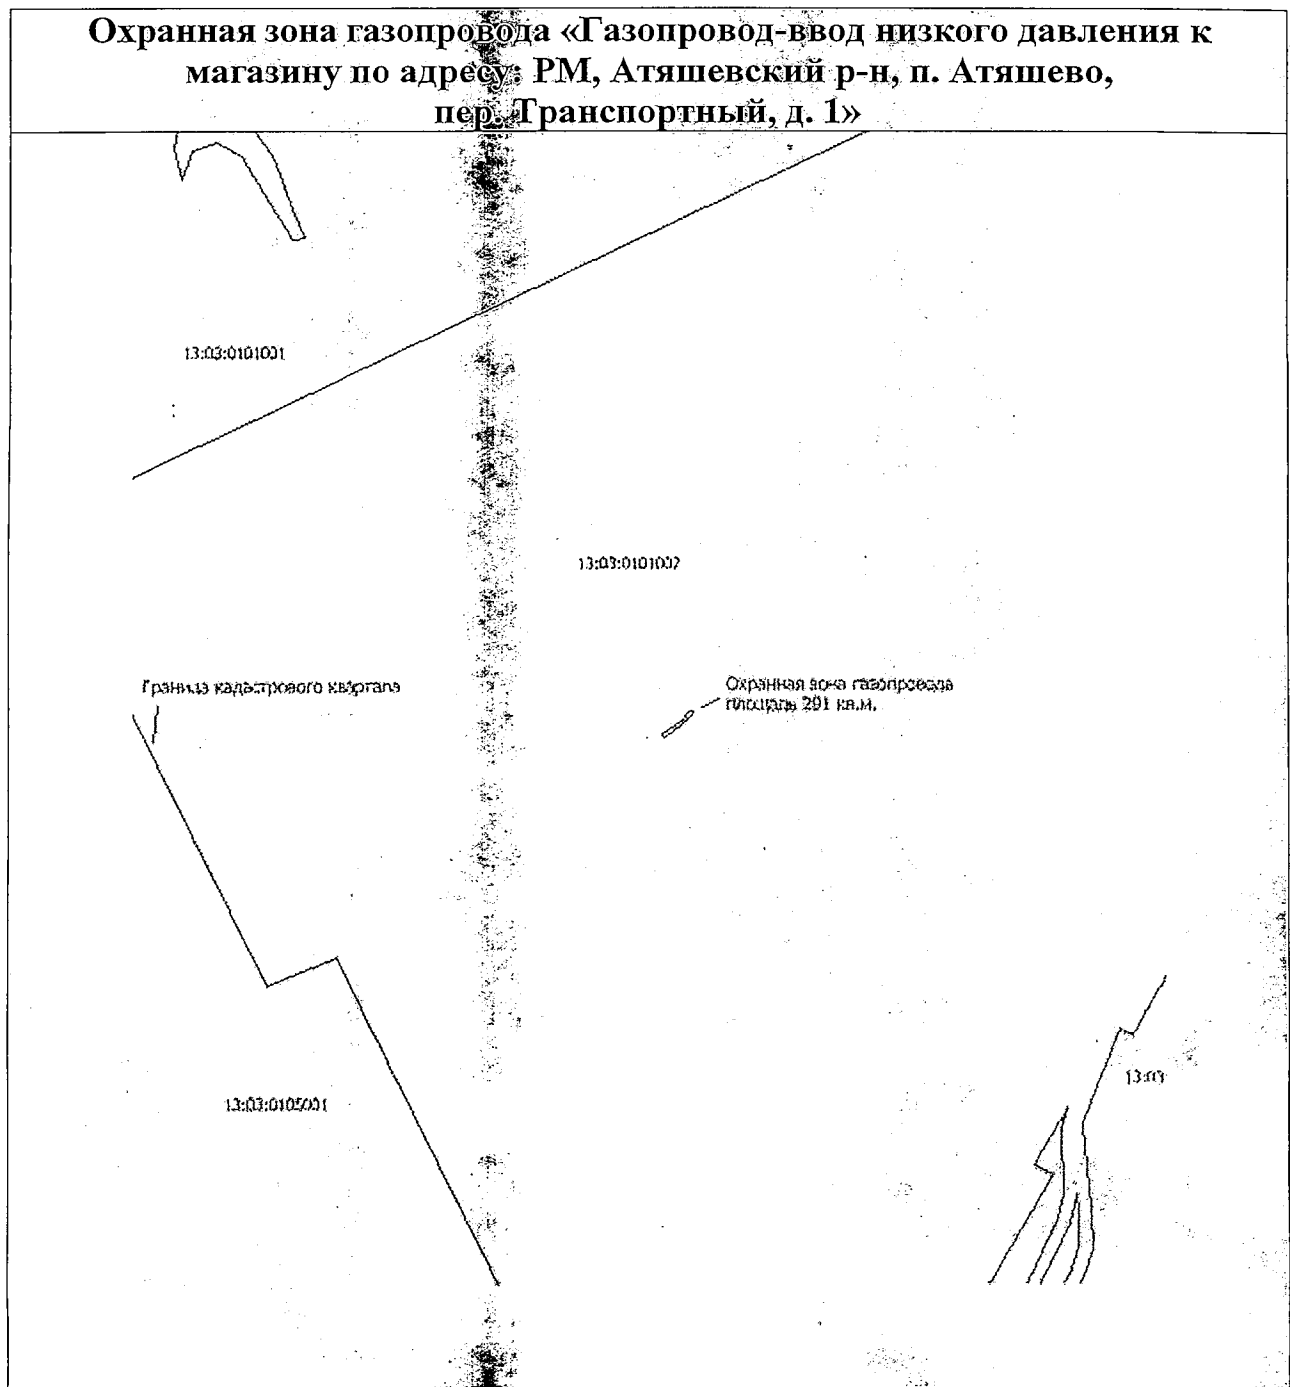 Охранная зона газопровода «Газопровод-ввод низкого давления к
магазину по адресу: РМ, Атяшевский р-н, п. Атяшево,
пер. Транспортный, д. 1»
13:03:0101001
13:03:0101002
Граница кадастрового квартала
Охранная зона газопровода
площадь 291 кв.м.
13:03
13:03:0105001